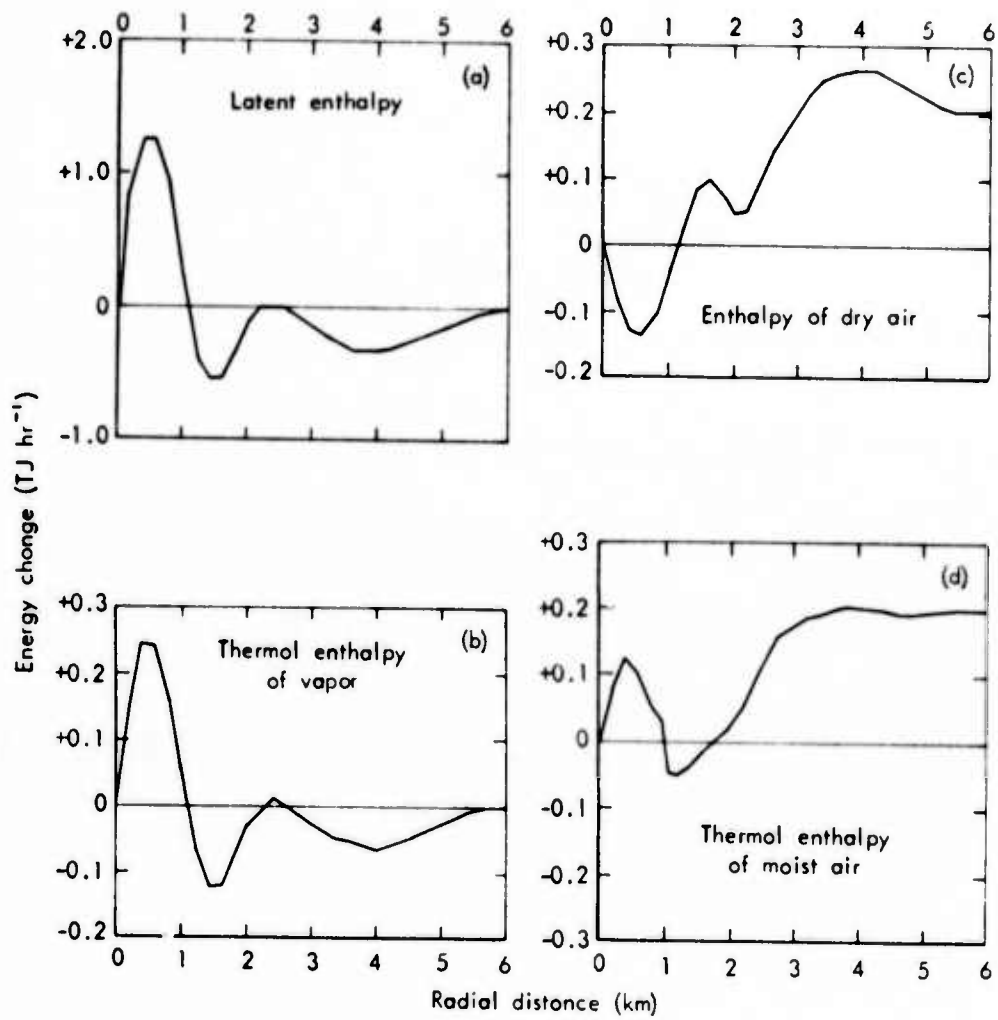 0 1 2 3 4 5 6
+2.0
(a)
Latent enthalpy
+1.0
0
-1.0
0 1 2 3 4 5 6
+0.3
(c)
+0.2
+0.1
0
-0.1
Enthalpy of dry air
-0.2
Energy change (TJ hr⁻¹)
+0.3
(b)
Thermol enthalpy
of vapor
+0.2
+0.1
0
-0.1
-0.2
0 1 2 3 4 5 6
+0.3
(d)
+0.2
+0.1
0
-0.1
Thermol enthalpy
of moist air
-0.2
-0.3
0 1 2 3 4 5 6
Radial distance (km)